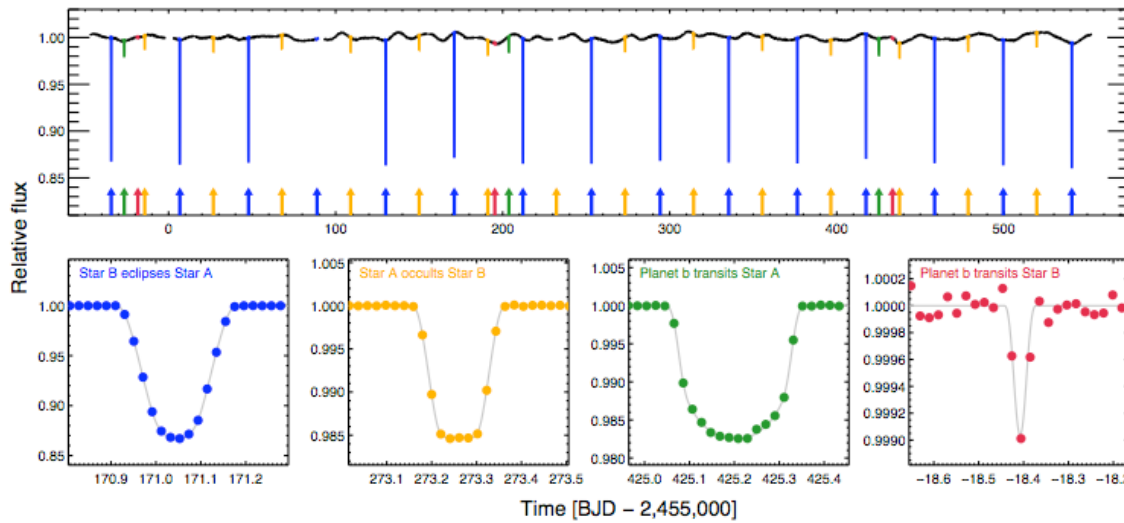 Relative flux
1.00
0.95
0.90
0.85
0 100 200 300 400 500
Star B eclipses Star A
1.00
0.95
0.90
0.85
170.9 171.0 171.1 171.2
Star A occults Star B
1.005
1.000
0.995
0.990
0.985
273.1 273.2 273.3 273.4 273.5
Planet b transits Star A
1.005
1.000
0.995
0.990
0.985
0.980
425.0 425.1 425.2 425.3 425.4
Planet b transits Star B
1.0002
1.0000
0.9998
0.9996
0.9994
0.9992
0.9990
−18.6 −18.5 −18.4 −18.3 −18.2
Time [BJD − 2,455,000]